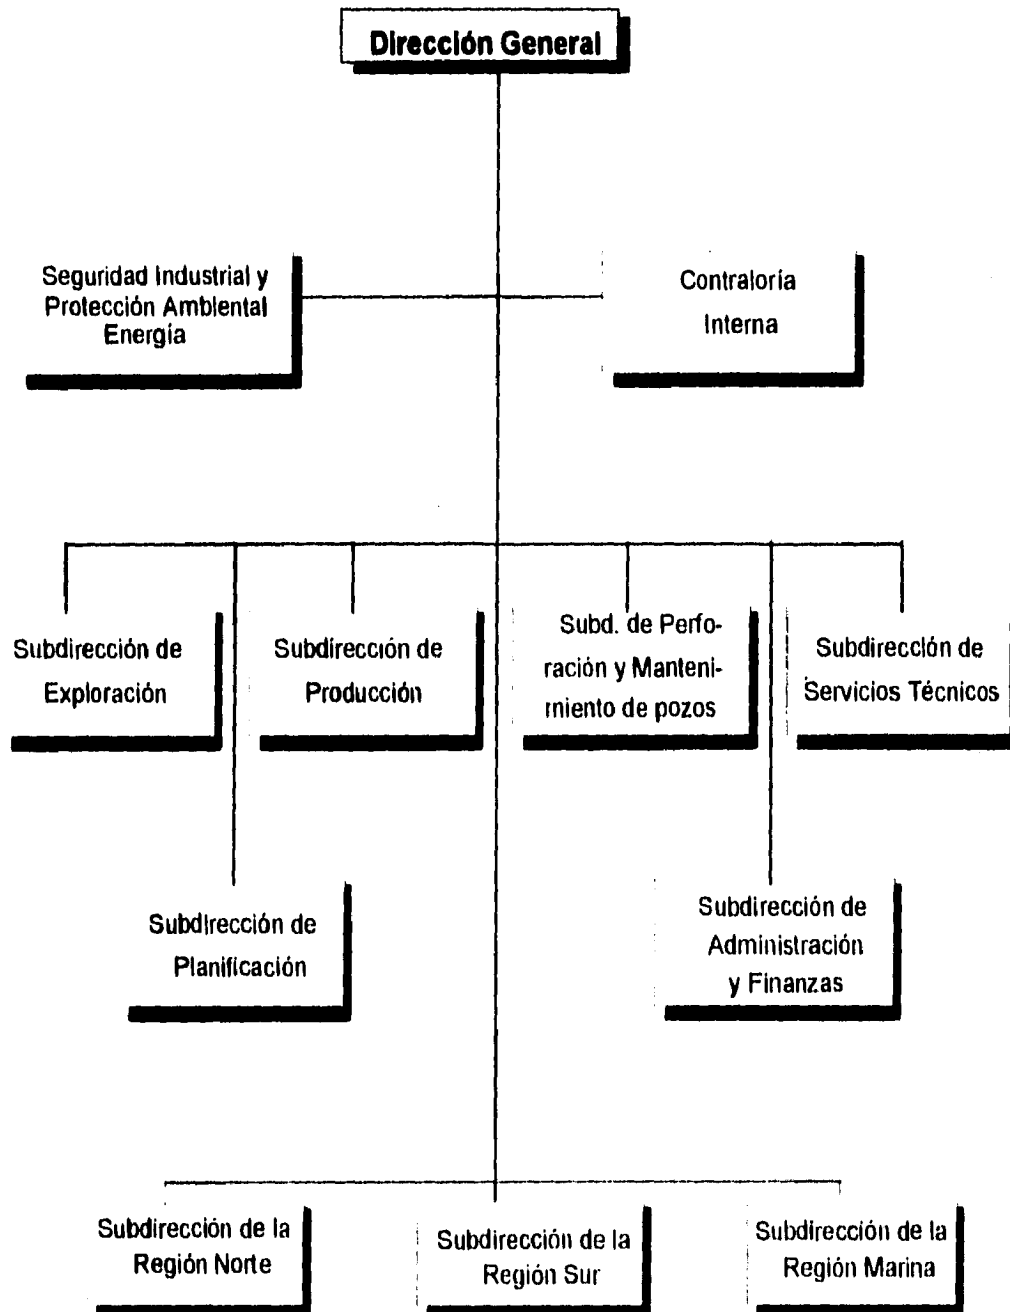 Dirección General
Seguridad Industrial y
Protección Ambiental
Energía
Contraloría
Interna
Subdirección de
Exploración
Subdirección de
Producción
Subd. de Perfo-
ración y Manteni-
miento de pozos
Subdirección de
Servicios Técnicos
Subdirección de
Planificación
Subdirección de
Administración
y Finanzas
Subdirección de la
Región Norte
Subdirección de la
Región Sur
Subdirección de la
Región Marina